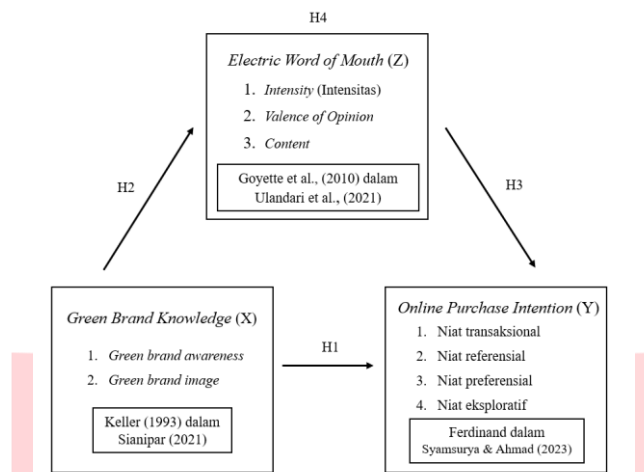 H4
Electric Word of Mouth (Z)
1. Intensity (Intensitas)
2. Valence of Opinion
3. Content
Goyette et al., (2010) dalam
Ulandari et al., (2021)
H2
H3
Green Brand Knowledge (X)
1. Green brand awareness
2. Green brand image
Keller (1993) dalam
Sianipar (2021)
H1
Online Purchase Intention (Y)
1. Niat transaksional
2. Niat referensial
3. Niat preferensial
4. Niat eksploratif
Ferdinand dalam
Syamsurya & Ahmad (2023)